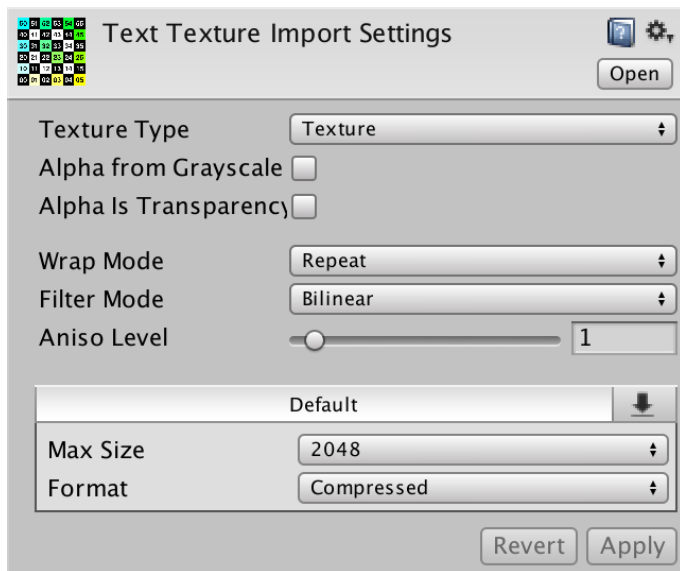 Text Texture Import Settings
Open
Texture Type Texture
Alpha from Grayscale
Alpha Is Transparency
Wrap Mode Repeat
Filter Mode Bilinear
Aniso Level 1
Default
Max Size 2048
Format Compressed
Revert Apply